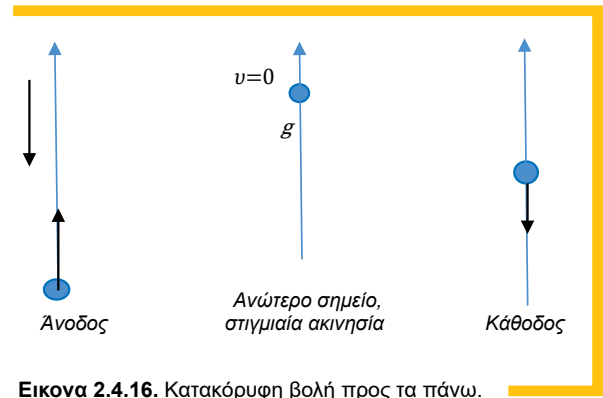 υ=0
g
Άνοδος
Ανώτερο σημείο,
στιγμιαία ακινησία
Κάθοδος
Εικονα 2.4.16. Κατακόρυφη βολή προς τα πάνω.